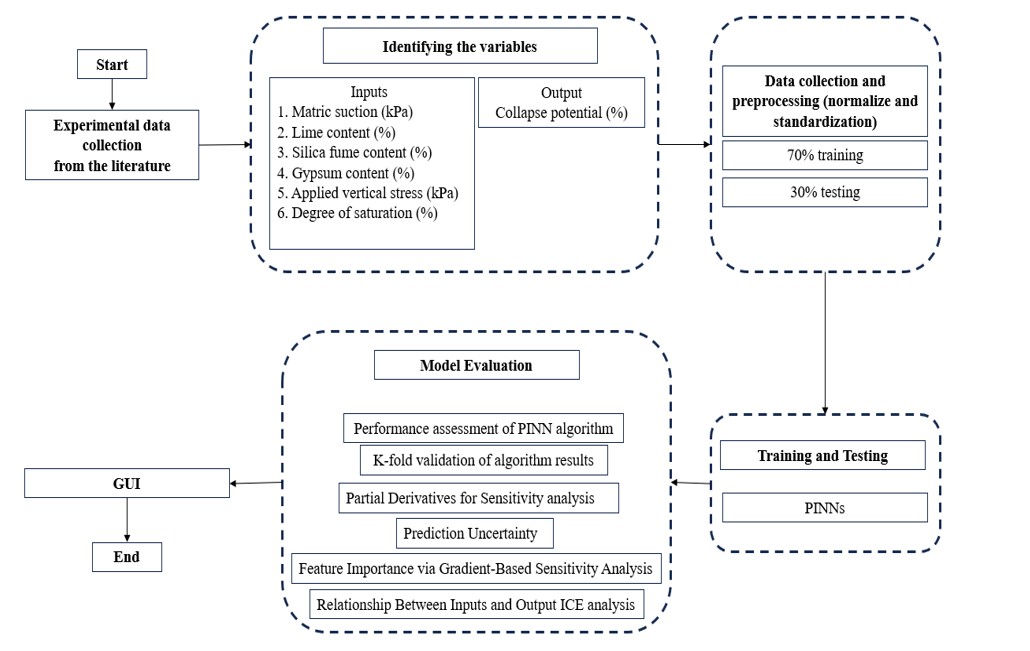 Start
Experimental data
collection
from the literature
Identifying the variables
Inputs
1. Matric suction (kPa)
2. Lime content (%)
3. Silica fume content (%)
4. Gypsum content (%)
5. Applied vertical stress (kPa)
6. Degree of saturation (%)
Output
Collapse potential (%)
Data collection and
preprocessing (normalize and
standardization)
70% training
30% testing
Training and Testing
PINNs
Model Evaluation
Performance assessment of PINN algorithm
K-fold validation of algorithm results
Partial Derivatives for Sensitivity analysis
Prediction Uncertainty
Feature Importance via Gradient-Based Sensitivity Analysis
Relationship Between Inputs and Output ICE analysis
GUI
End